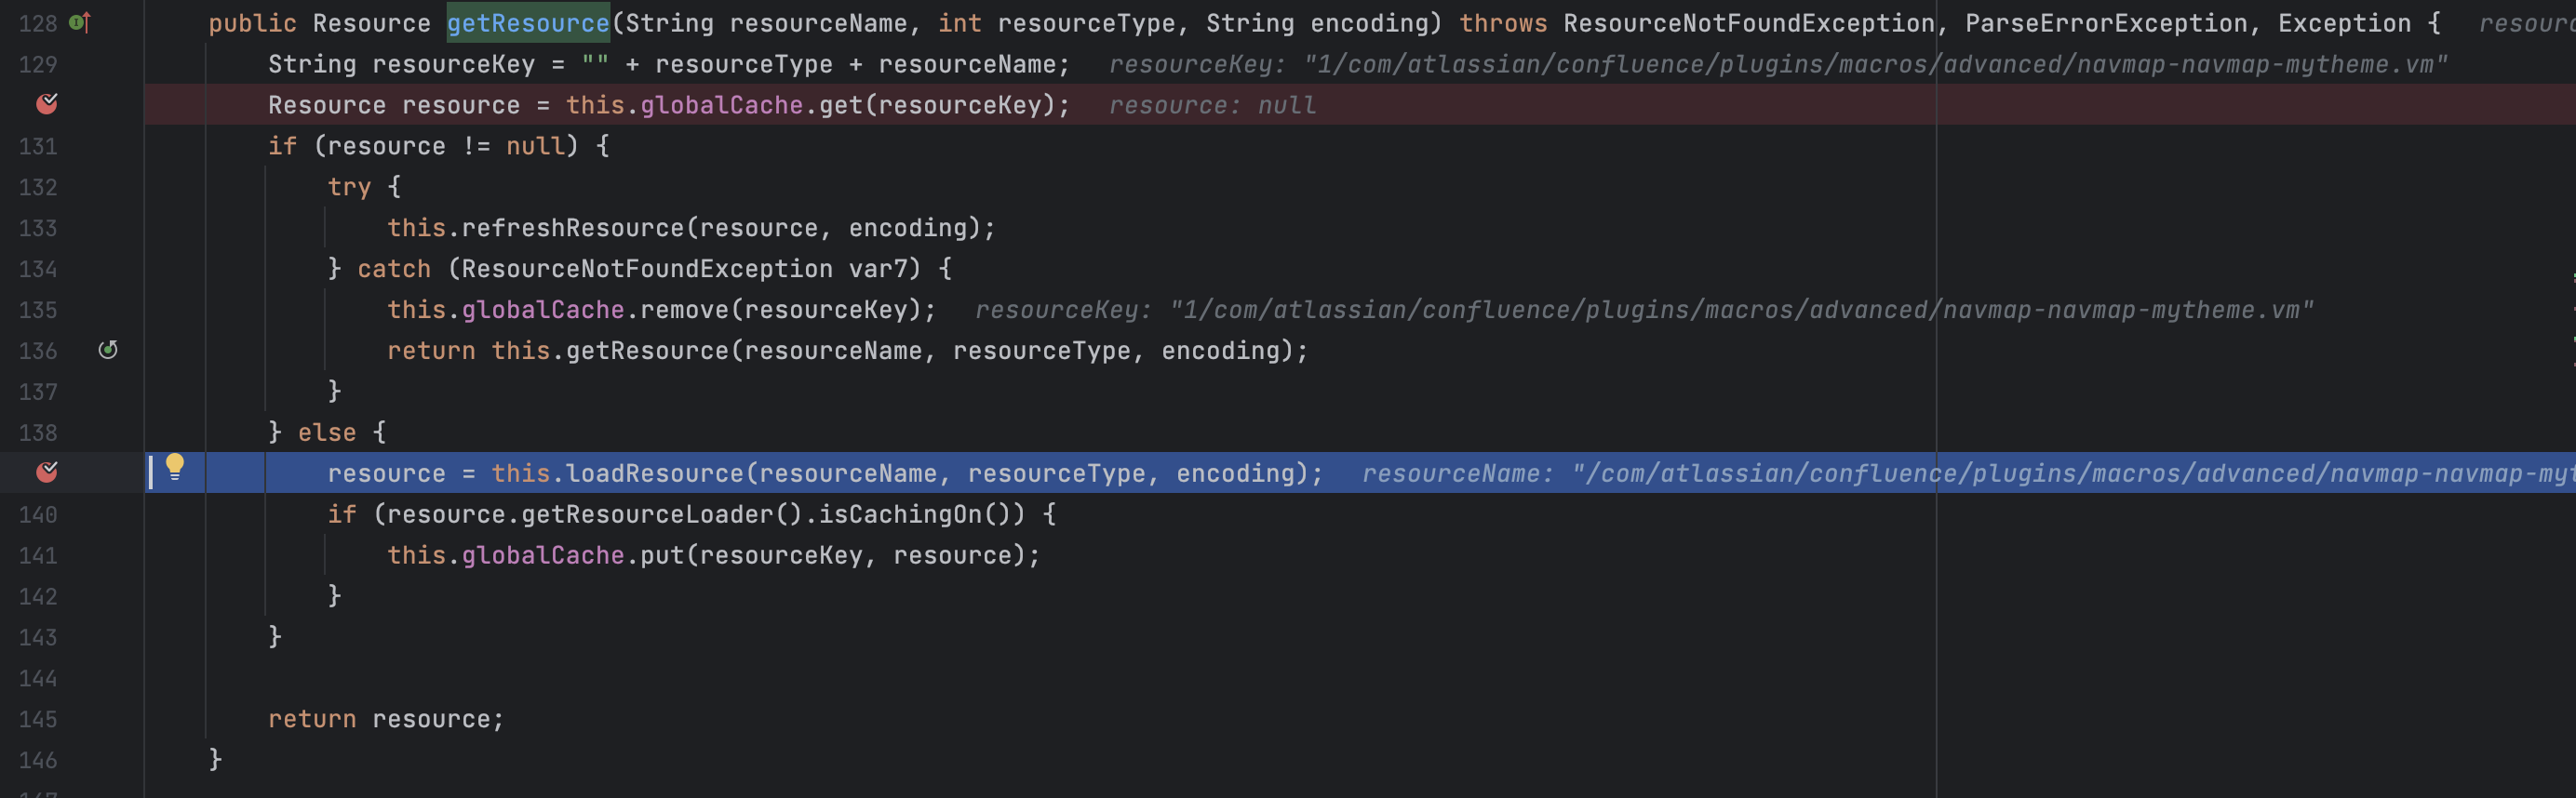 128 public Resource getResource(String resourceName, int resourceType, String encoding) throws ResourceNotFoundException, ParseErrorException, Exception {
129 String resourceKey = "" + resourceType + resourceName; resourceKey: "1/com/atlassian/confluence/plugins/macros/advanced/navmap-navmap-mytheme.vm"
Resource resource = this.globalCache.get(resourceKey); resource: null
131 if (resource != null) {
132 try {
133 this.refreshResource(resource, encoding);
134 } catch (ResourceNotFoundException var7) {
135 this.globalCache.remove(resourceKey); resourceKey: "1/com/atlassian/confluence/plugins/macros/advanced/navmap-navmap-mytheme.vm"
136 return this.getResource(resourceName, resourceType, encoding);
137 }
138 } else {
resource = this.loadResource(resourceName, resourceType, encoding); resourceName: "/com/atlassian/confluence/plugins/macros/advanced/navmap-navmap-myt
140 if (resource.getResourceLoader().isCachingOn()) {
141 this.globalCache.put(resourceKey, resource);
142 }
143 }
144
145 return resource;
146 }